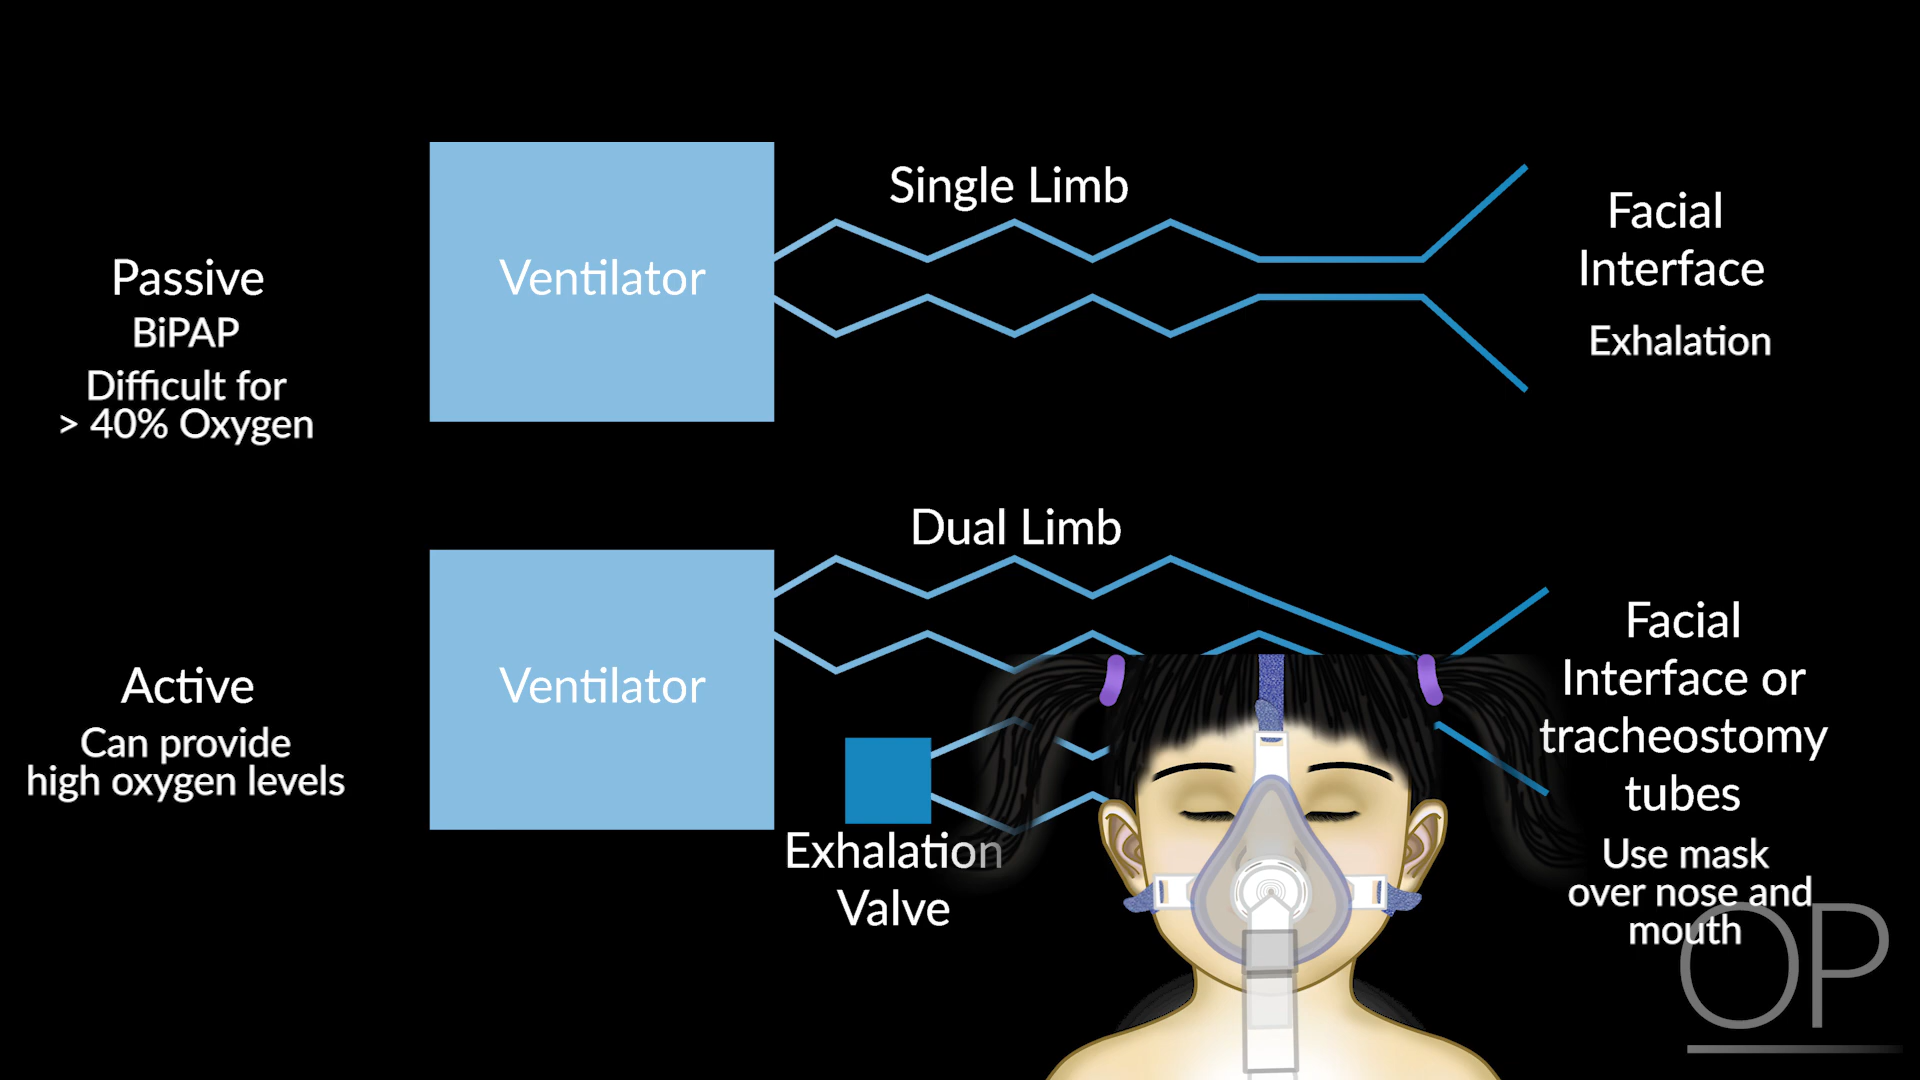 Single Limb
Facial
Interface
Exhalation
Ventilator
Passive
BiPAP
Difficult for
> 40% Oxygen
Dual Limb
Facial
Interface or
tracheostomy
tubes
Use mask
over nose and
mouth
Ventilator
Active
Can provide
high oxygen levels
Exhalation
Valve
OP